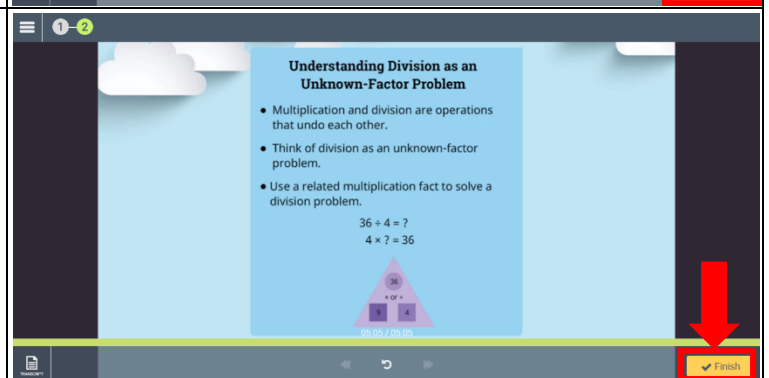 1 2
Understanding Division as an
Unknown-Factor Problem
• Multiplication and division are operations
that undo each other.
• Think of division as an unknown-factor
problem.
• Use a related multiplication fact to solve a
division problem.
36 ÷ 4 = ?
4 × ? = 36
36
× or ÷
9 4
05:05 / 05:05
TRANSCRIPT
Finish